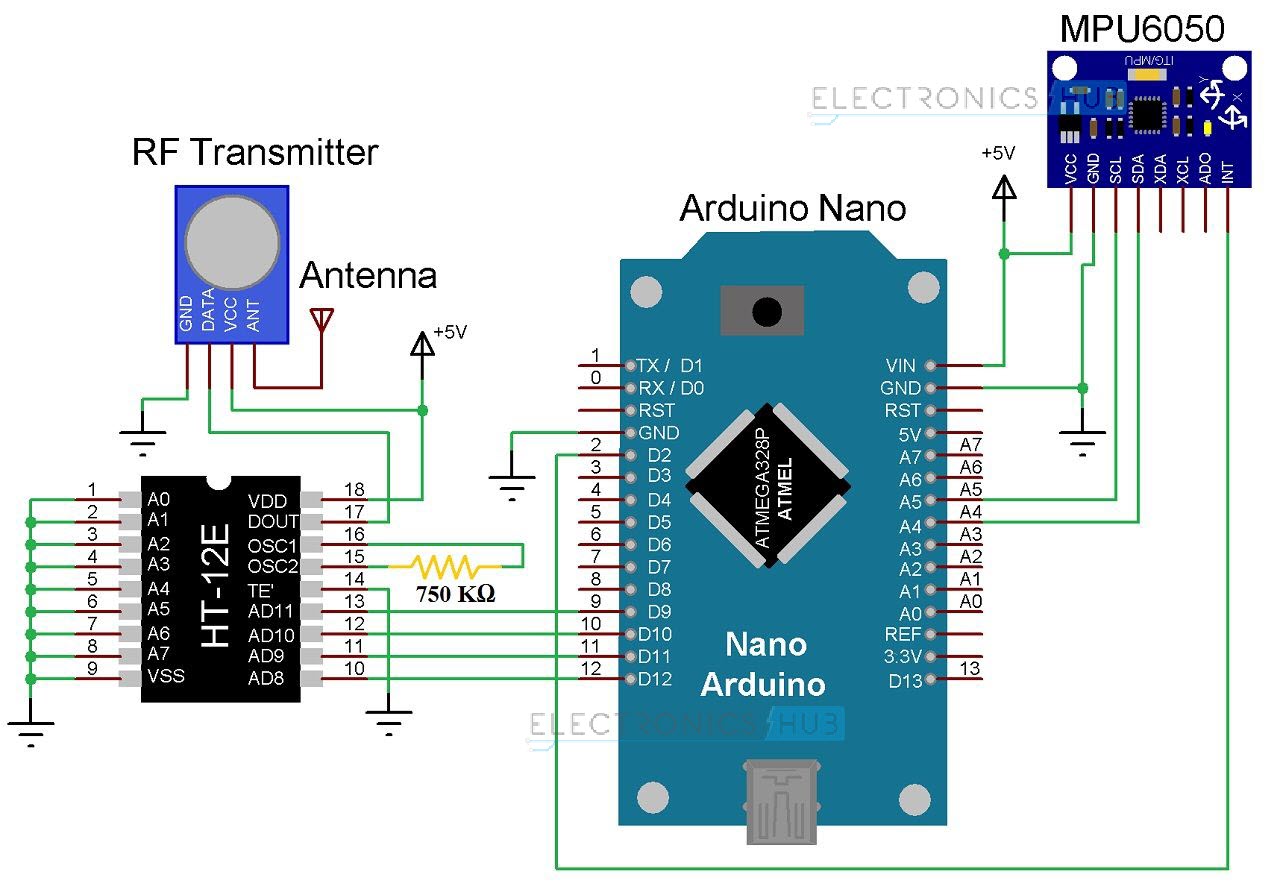 MPU6050
ITG/MPU
Y
X
ELECTRONICS HUB
VCC
GND
SCL
SDA
XDA
XCL
ADO
INT
+5V
RF Transmitter
GND
DATA
VCC
ANT
Antenna
+5V
Arduino Nano
1 TX / D1
0 RX / D0
RST
GND
2 D2
3 D3
4 D4
5 D5
6 D6
7 D7
8 D8
9 D9
10 D10
11 D11
12 D12
VIN
GND
RST
5V
A7 A7
A6 A6
A5 A5
A4 A4
A3 A3
A2 A2
A1 A1
A0 A0
REF
3.3V
D13 13
ATMEGA328P
ATMEL
Nano
Arduino
1 A0
2 A1
3 A2
4 A3
5 A4
6 A5
7 A6
8 A7
9 VSS
HT-12E
VDD 18
DOUT 17
OSC1 16
OSC2 15
TE' 14
AD11 13
AD10 12
AD9 11
AD8 10
750 KΩ
ELECTRONICS HUB